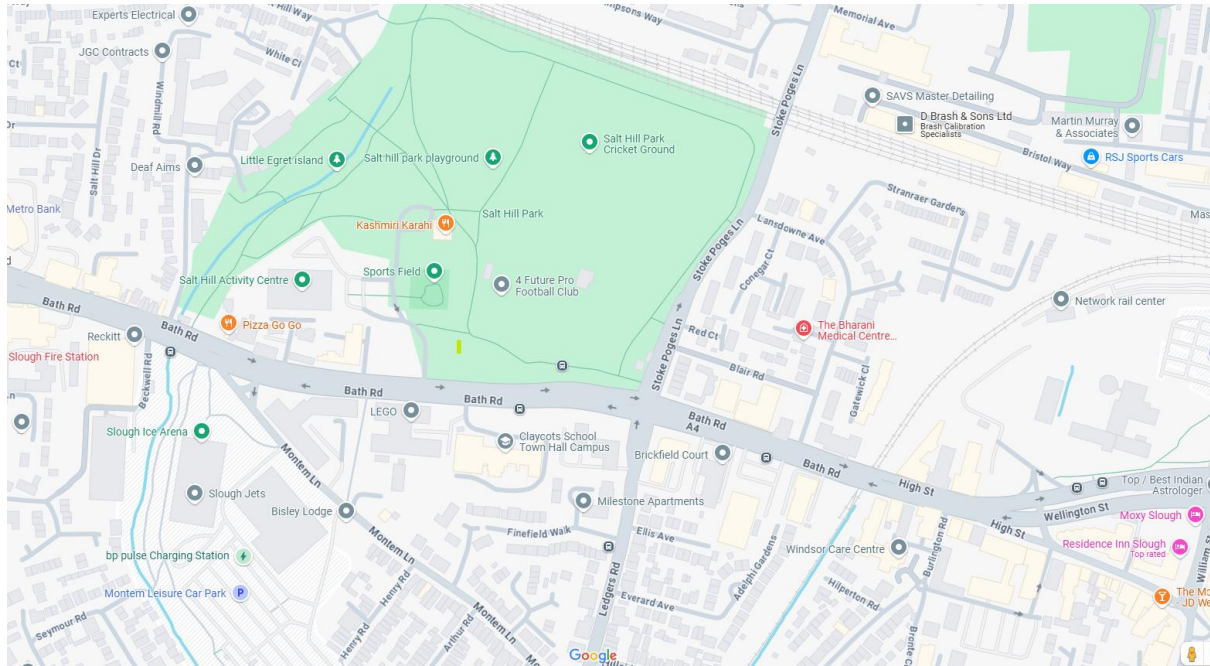 Experts Electrical
JGC Contracts
White Cl
Windmill Rd
Salt Hill Dr
Deaf Aims
Metro Bank
Little Egret island
Salt hill park playground
Salt Hill Park
Cricket Ground
Kashmiri Karahi
Salt Hill Park
Sports Field
4 Future Pro
Football Club
Salt Hill Activity Centre
Pizza Go Go
Bath Rd
Bath Rd
Reckitt
Slough Fire Station
Beckwell Rd
Memorial Ave
Stoke Poges Ln
SAVS Master Detailing
D Brash & Sons Ltd
Brash Calibration
Specialists
Martin Murray
& Associates
RSJ Sports Cars
Bristol Way
Stranraer Gardens
Lansdowne Ave
Stoke Poges Ln
Conegar Ct
Network rail center
Red Ct
The Bharani
Medical Centre...
Stoke Poges Ln
Blair Rd
Gatewick Cl
Bath Rd
Bath Rd
LEGO
Bath Rd
A4
Slough Ice Arena
Claycots School
Town Hall Campus
Brickfield Court
Bath Rd
High St
Montem Ln
Slough Jets
Bisley Lodge
Milestone Apartments
Top / Best Indian
Astrologer
Wellington St
Moxy Slough
High St
Finefield Walk
Ellis Ave
Windsor Care Centre
Burlington Rd
Residence Inn Slough
Top rated
William St
bp pulse Charging Station
Montem Ln
Adelphi Gardens
Hilperton Rd
Montem Leisure Car Park
P
Henry Rd
Ledgers Rd
Everard Ave
Seymour Rd
Henry Rd
Arthur Rd
Montem Ln
Google